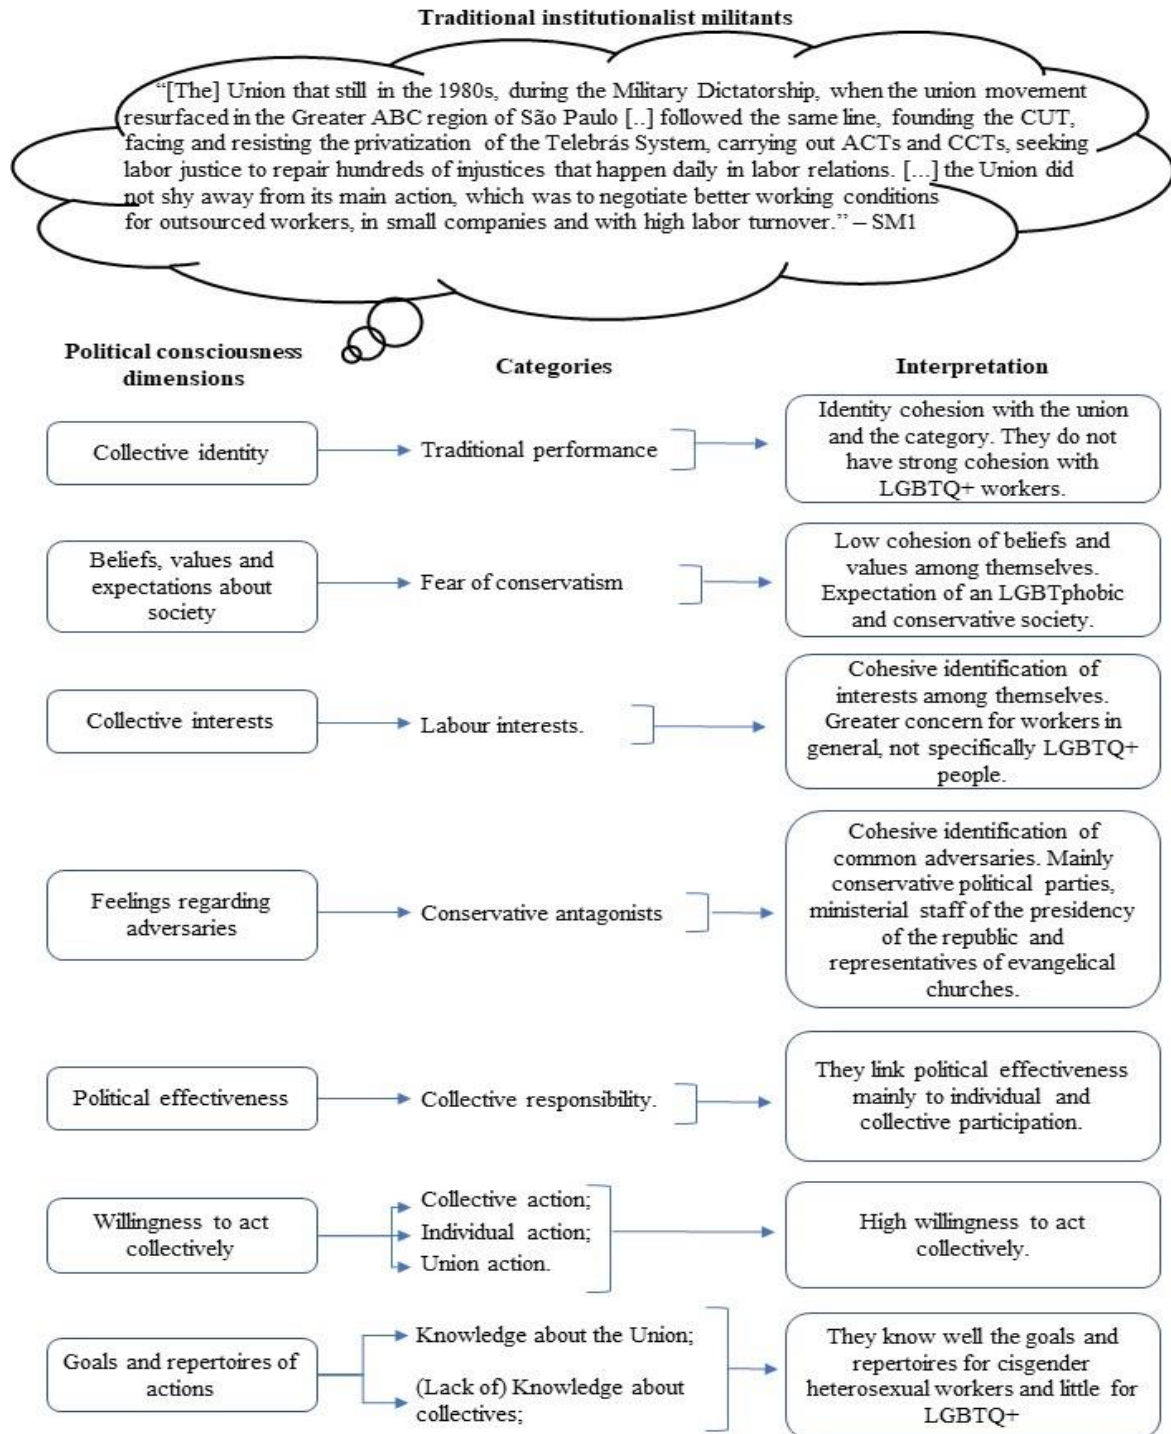 Traditional institutionalist militants
“[The] Union that still in the 1980s, during the Military Dictatorship, when the union movement
resurfaced in the Greater ABC region of São Paulo [..] followed the same line, founding the CUT,
facing and resisting the privatization of the Telebrás System, carrying out ACTs and CCTs, seeking
labor justice to repair hundreds of injustices that happen daily in labor relations. [...] the Union did
not shy away from its main action, which was to negotiate better working conditions
for outsourced workers, in small companies and with high labor turnover.” – SM1
Political consciousness
dimensions
Categories
Interpretation
Collective identity
Traditional performance
Identity cohesion with the union
and the category. They do not
have strong cohesion with
LGBTQ+ workers.
Beliefs, values and
expectations about
society
Fear of conservatism
Low cohesion of beliefs and
values among themselves.
Expectation of an LGBTphobic
and conservative society.
Collective interests
Labour interests.
Cohesive identification of
interests among themselves.
Greater concern for workers in
general, not specifically LGBTQ+
people.
Feelings regarding
adversaries
Conservative antagonists
Cohesive identification of
common adversaries. Mainly
conservative political parties,
ministerial staff of the presidency
of the republic and
representatives of evangelical
churches.
Political effectiveness
Collective responsibility.
They link political effectiveness
mainly to individual and
collective participation.
Willingness to act
collectively
Collective action;
Individual action;
Union action.
High willingness to act
collectively.
Goals and repertoires of
actions
Knowledge about the Union;
(Lack of) Knowledge about
collectives;
They know well the goals and
repertoires for cisgender
heterosexual workers and little for
LGBTQ+